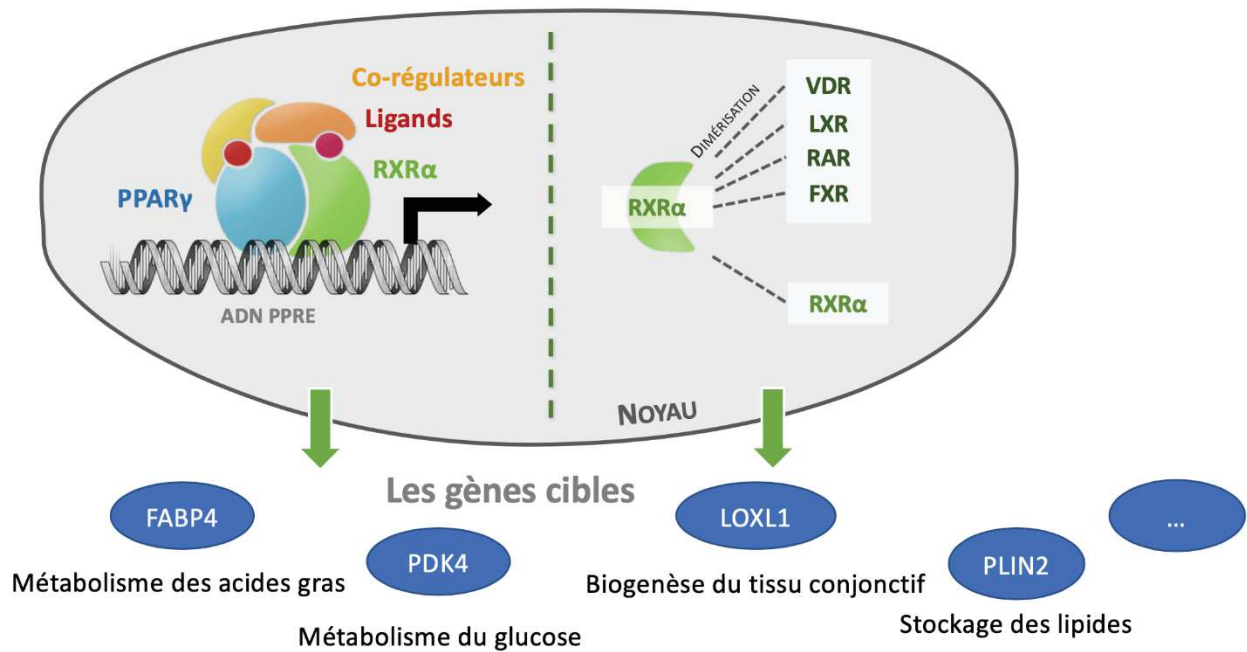 Co-régulateurs
Ligands
RXRα
PPARγ
ADN PPRE
DIMÉRISATION
VDR
LXR
RAR
FXR
RXRα
RXRα
NOYAU
Les gènes cibles
FABP4
Métabolisme des acides gras
PDK4
Métabolisme du glucose
LOXL1
Biogenèse du tissu conjonctif
PLIN2
Stockage des lipides
...